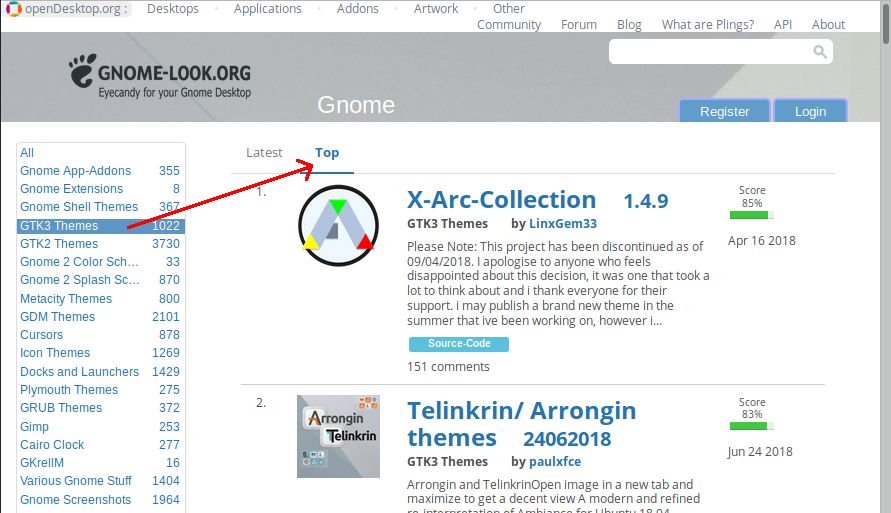 openDesktop.org :
Desktops
Applications
Addons
Artwork
Other
Community
Forum
Blog
What are Plings?
API
About
GNOME-LOOK.ORG
Eyecandy for your Gnome Desktop
Gnome
Register
Login
All
Gnome App-Addons 355
Gnome Extensions 8
Gnome Shell Themes 367
GTK3 Themes 1022
GTK2 Themes 3730
Gnome 2 Color Sch... 33
Gnome 2 Splash Sc... 870
Metacity Themes 800
GDM Themes 2101
Cursors 878
Icon Themes 1269
Docks and Launchers 1429
Plymouth Themes 275
GRUB Themes 372
Gimp 253
Cairo Clock 277
GKrellM 16
Various Gnome Stuff 1404
Gnome Screenshots 1964
Latest
Top
1.
X-Arc-Collection 1.4.9
GTK3 Themes by LinxGem33
Please Note: This project has been discontinued as of
09/04/2018. I apologise to anyone who feels
disappointed about this decision, it was one that took a
lot to think about and i thank everyone for their
support. i may publish a brand new theme in the
summer that ive been working on, however i...
Source-Code
151 comments
Score
85%
Apr 16 2018
2.
Arrongin
Telinkrin
Telinkrin/ Arrongin
themes 24062018
GTK3 Themes by paulxfce
Arrongin and TelinkrinOpen image in a new tab and
maximize to get a decent view A modern and refined
re-interpretation of Ambiance for Ubuntu 18.04
Score
83%
Jun 24 2018